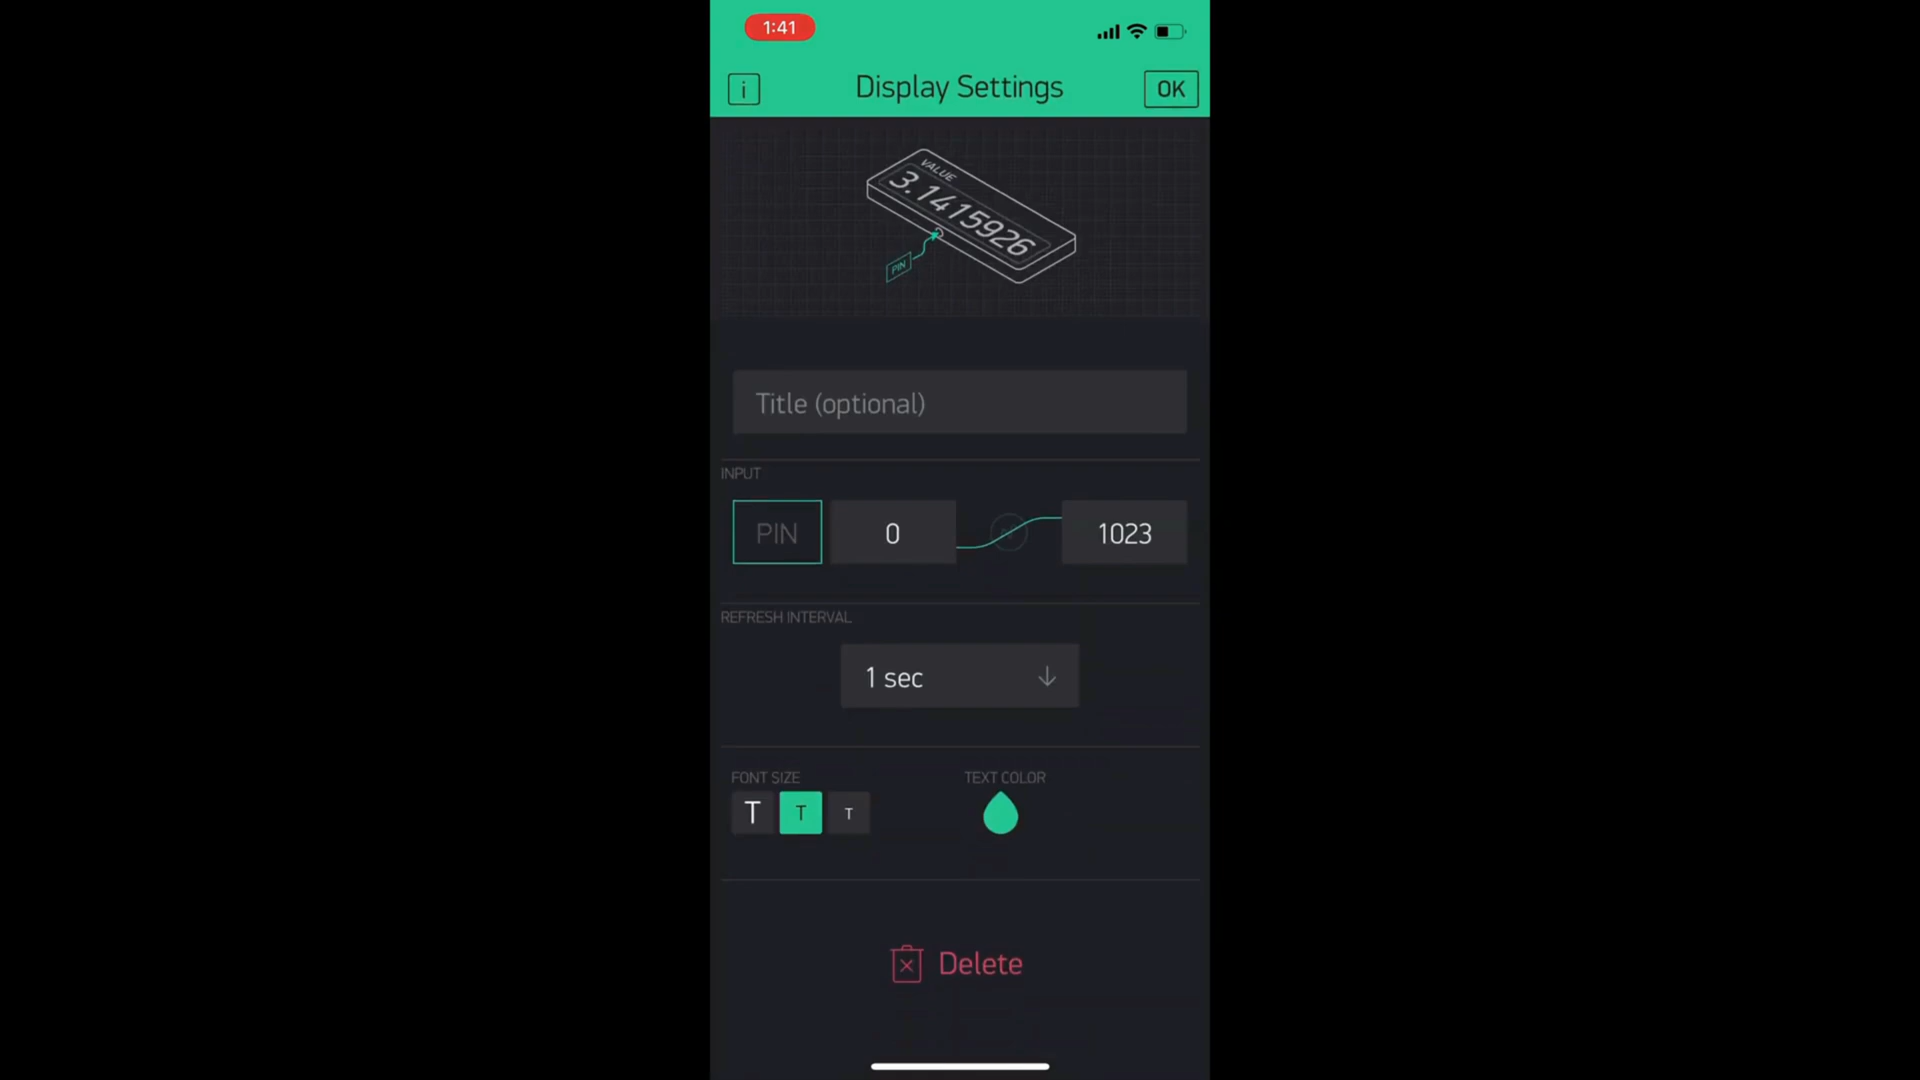 1:41
i
Display Settings
OK
VALUE
3.1415926
PIN
Title (optional)
INPUT
PIN
0
1023
REFRESH INTERVAL
1 sec
FONT SIZE
TEXT COLOR
T
T
T
Delete